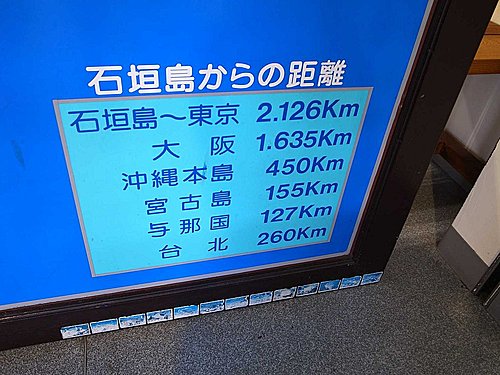 石垣島からの距離
石垣島〜東京 2.126Km
大阪 1.635Km
沖縄本島 450Km
宮古島 155Km
与那国 127Km
台北 260Km